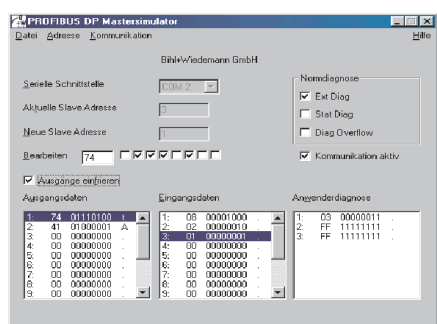 PROFIBUS DP Mastersimulator
Datei Adresse Kommunikation Hilfe
Bihl+Wiedemann GmbH
Serielle Schnittstelle COM 2
Aktuelle Slave Adresse 3
Neue Slave Adresse 1
Bearbeiten 74
Normdiagnose
Ext Diag
Stat Diag
Diag Overflow
Kommunikation aktiv
Ausgänge einfrieren
Ausgangsdaten
1: 74 01110100 t
2: 41 01000001 A
3: 00 00000000 .
4: 00 00000000 .
5: 00 00000000 .
6: 00 00000000 .
7: 00 00000000 .
8: 00 00000000 .
9: 00 00000000 .
Eingangsdaten
1: 08 00001000 .
2: 02 00000010 .
3: 01 00000001 .
4: 00 00000000 .
5: 00 00000000 .
6: 00 00000000 .
7: 00 00000000 .
8: 00 00000000 .
9: 00 00000000 .
Anwenderdiagnose
1: 03 00000011 .
2: FF 11111111 .
3: FF 11111111 .